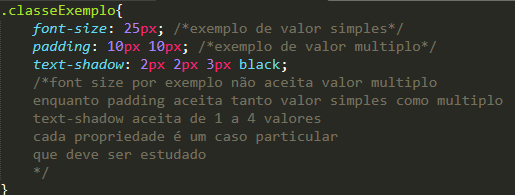 .classeExemplo{
font-size: 25px; /*exemplo de valor simples*/
padding: 10px 10px; /*exemplo de valor multiplo*/
text-shadow: 2px 2px 3px black;
/*font size por exemplo não aceita valor multiplo
enquanto padding aceita tanto valor simples como multiplo
text-shadow aceita de 1 a 4 valores
cada propriedade é um caso particular
que deve ser estudado
*/
}